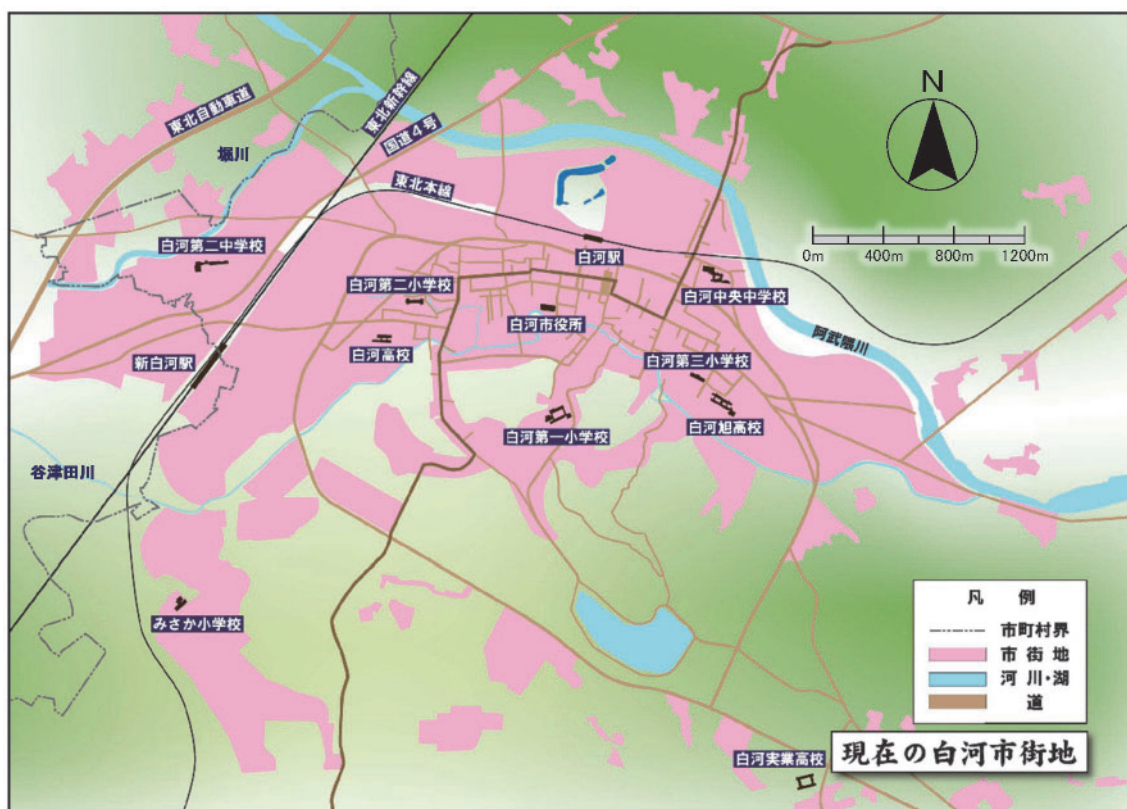 N
0m
400m
800m
1200m
東北自動車道
東北新幹線
国道4号
堀川
東北本線
白河第二中学校
白河駅
白河第二小学校
白河中央中学校
白河市役所
白河高校
新白河駅
阿武隈川
白河第三小学校
白河第一小学校
白河旭高校
谷津田川
みさか小学校
白河実業高校
凡例
市町村界
市街地
河川・湖
道
現在の白河市街地